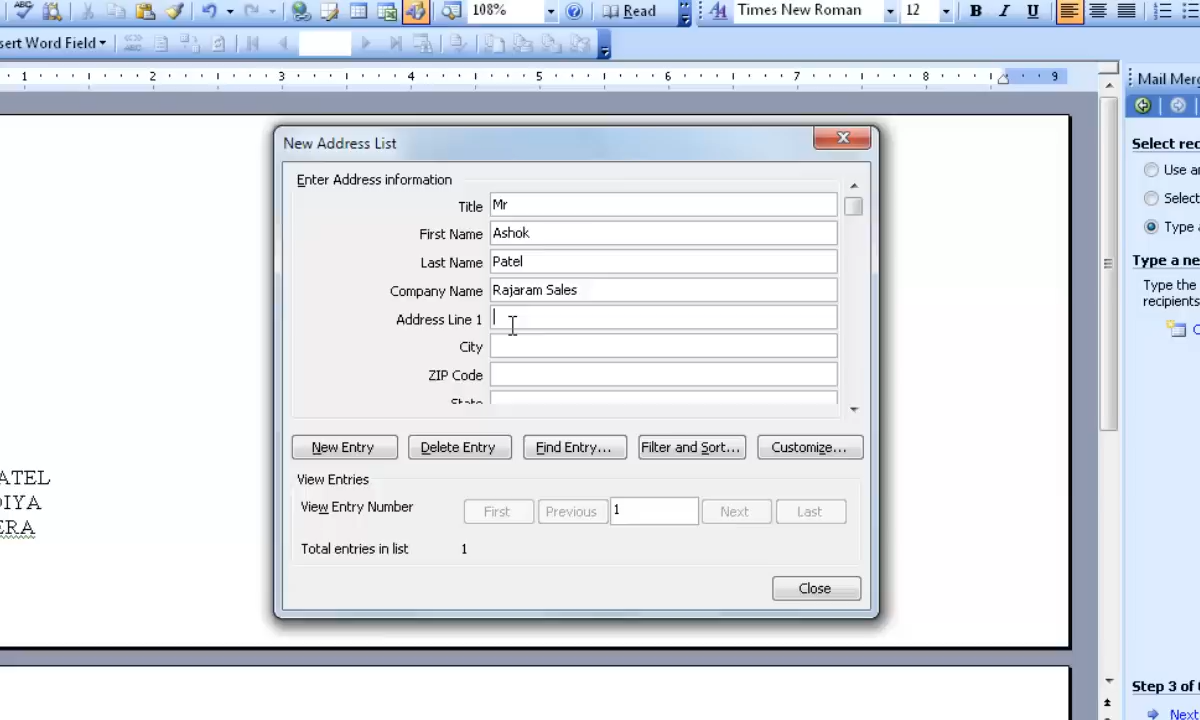 108%
Read
Times New Roman
12
B I U
sert Word Field
1 2 3 4 5 6 7 8 9
Mail Merg
New Address List
Select rec
Enter Address information
Use a
Title Mr
Select
First Name Ashok
Type a
Last Name Patel
Type a ne
Company Name Rajaram Sales
Type the
recipients
Address Line 1
City
ZIP Code
State
New Entry Delete Entry Find Entry... Filter and Sort... Customize...
View Entries
ATEL
DIYA
ERA
View Entry Number First Previous 1 Next Last
Total entries in list 1
Close
Step 3 of
Next